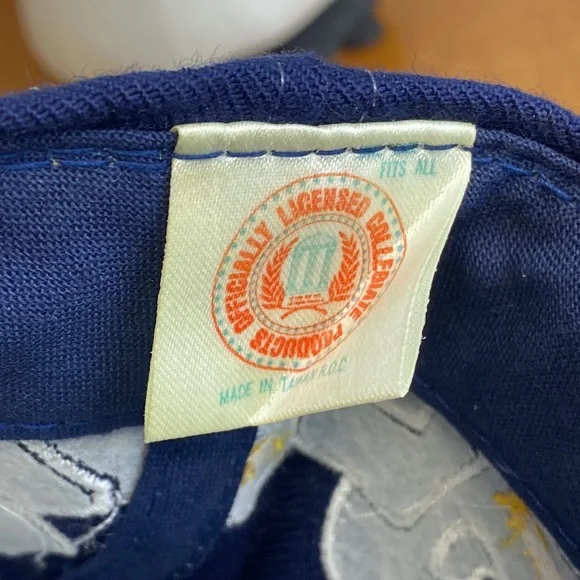 FITS ALL
OFFICIALLY LICENSED COLLEGIATE PRODUCTS
MADE IN TAIWAN R.O.C